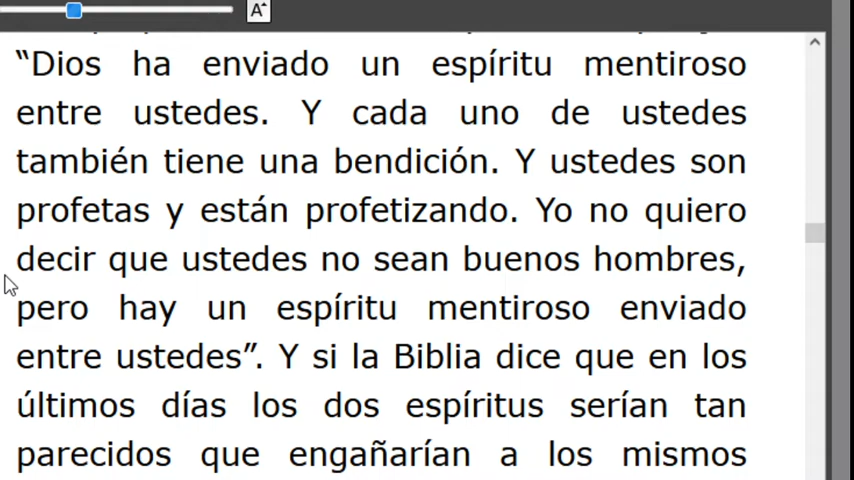 A
“Dios ha enviado un espíritu mentiroso
entre ustedes. Y cada uno de ustedes
también tiene una bendición. Y ustedes son
profetas y están profetizando. Yo no quiero
decir que ustedes no sean buenos hombres,
pero hay un espíritu mentiroso enviado
entre ustedes”. Y si la Biblia dice que en los
últimos días los dos espíritus serían tan
parecidos que engañarían a los mismos